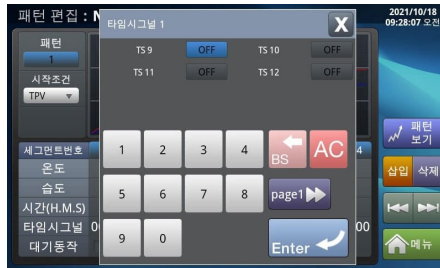 패턴 편집 : N
2021/10/18
09:28:07 오전
타임시그널 1
X
패턴
1
시작조건
TPV
TS 9 OFF TS 10 OFF
TS 11 OFF TS 12 OFF
패턴
보기
세그먼트번호
4
온도
습도
시간(H.M.S)
타임시그널 0
00
대기동작
1 2 3 4 BS AC
5 6 7 8 page1
9 0 Enter
삽입 삭제
메뉴